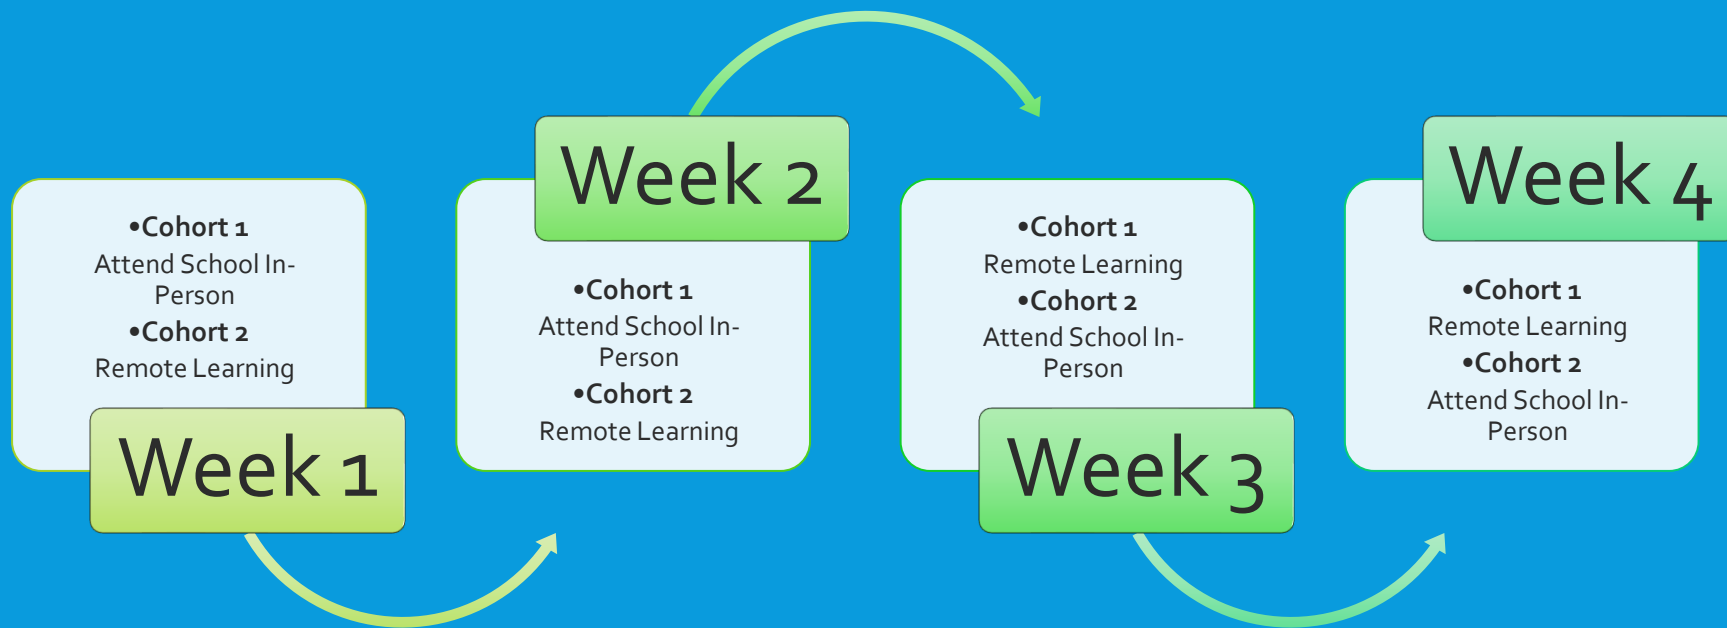 •Cohort 1
Attend School In-
Person
•Cohort 2
Remote Learning
Week 1
Week 2
•Cohort 1
Attend School In-
Person
•Cohort 2
Remote Learning
•Cohort 1
Remote Learning
•Cohort 2
Attend School In-
Person
Week 3
Week 4
•Cohort 1
Remote Learning
•Cohort 2
Attend School In-
Person